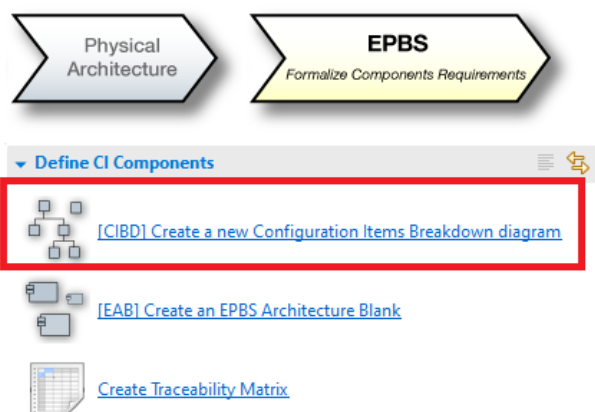 Physical
Architecture
EPBS
Formalize Components Requirements
Define CI Components
[CIBD] Create a new Configuration Items Breakdown diagram
[EAB] Create an EPBS Architecture Blank
Create Traceability Matrix